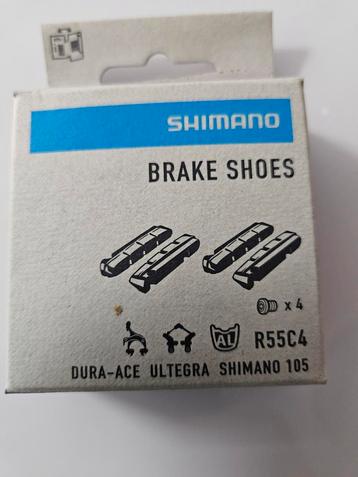 SHIMANO
BRAKE SHOES
x 4
AL R55C4
DURA-ACE ULTEGRA SHIMANO 105